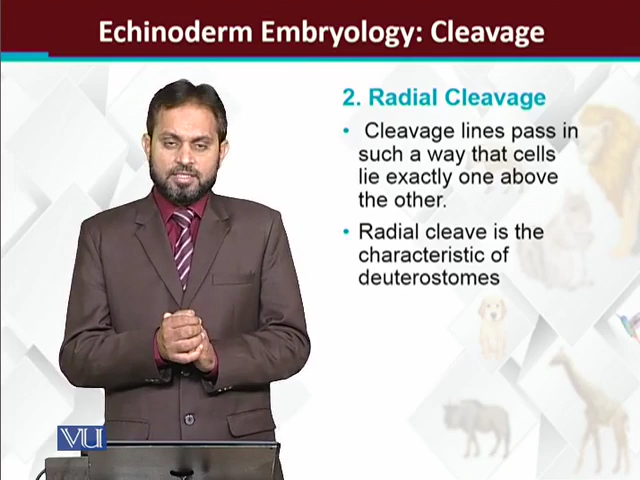 Echinoderm Embryology: Cleavage
2. Radial Cleavage
• Cleavage lines pass in
such a way that cells
lie exactly one above
the other.
• Radial cleave is the
characteristic of
deuterostomes
VU